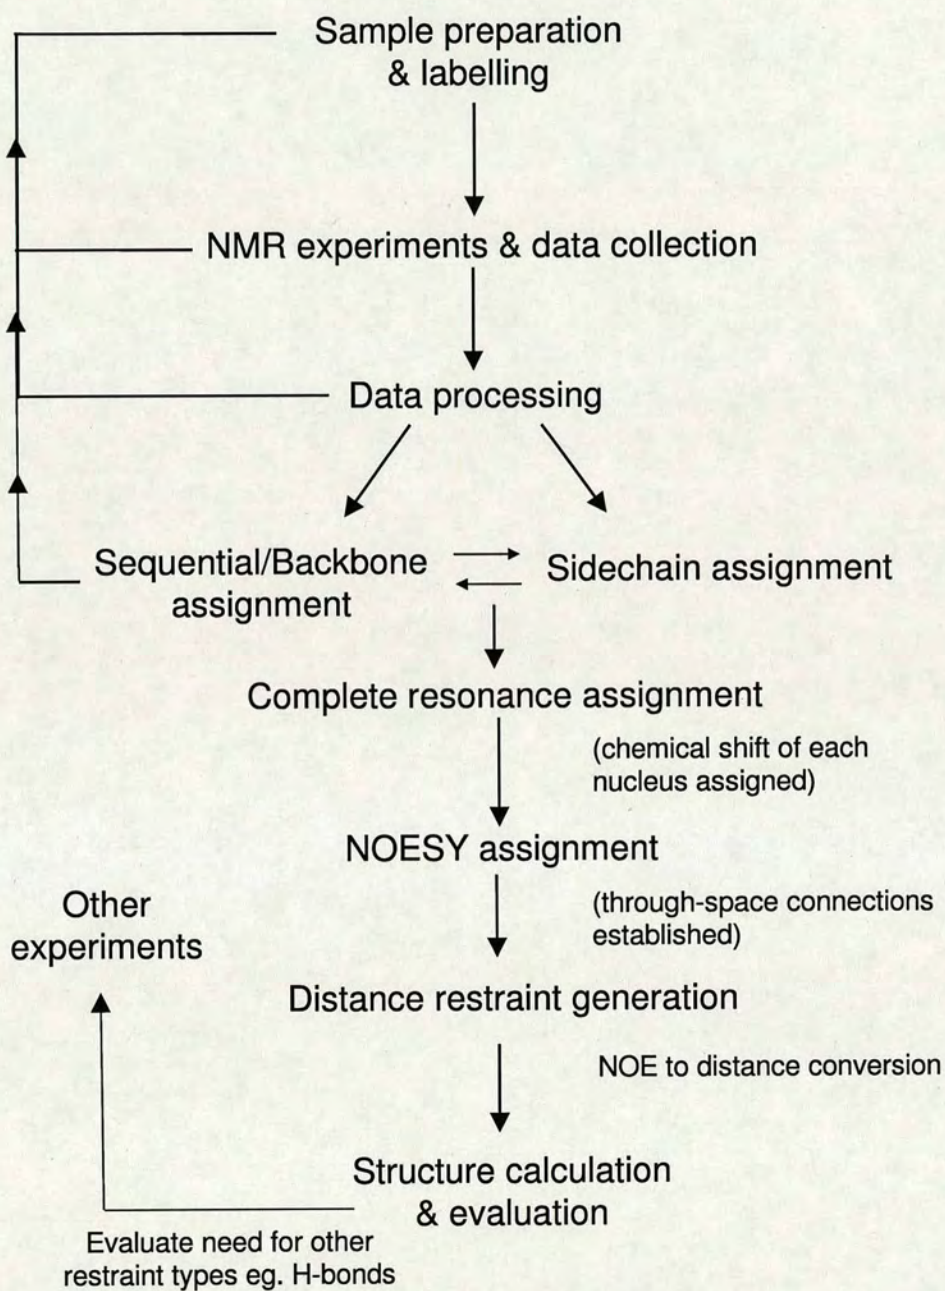 Sample preparation
& labelling
NMR experiments & data collection
Data processing
Sequential/Backbone
assignment
Sidechain assignment
Complete resonance assignment
(chemical shift of each
nucleus assigned)
NOESY assignment
(through-space connections
established)
Other
experiments
Distance restraint generation
NOE to distance conversion
Structure calculation
& evaluation
Evaluate need for other
restraint types eg. H-bonds